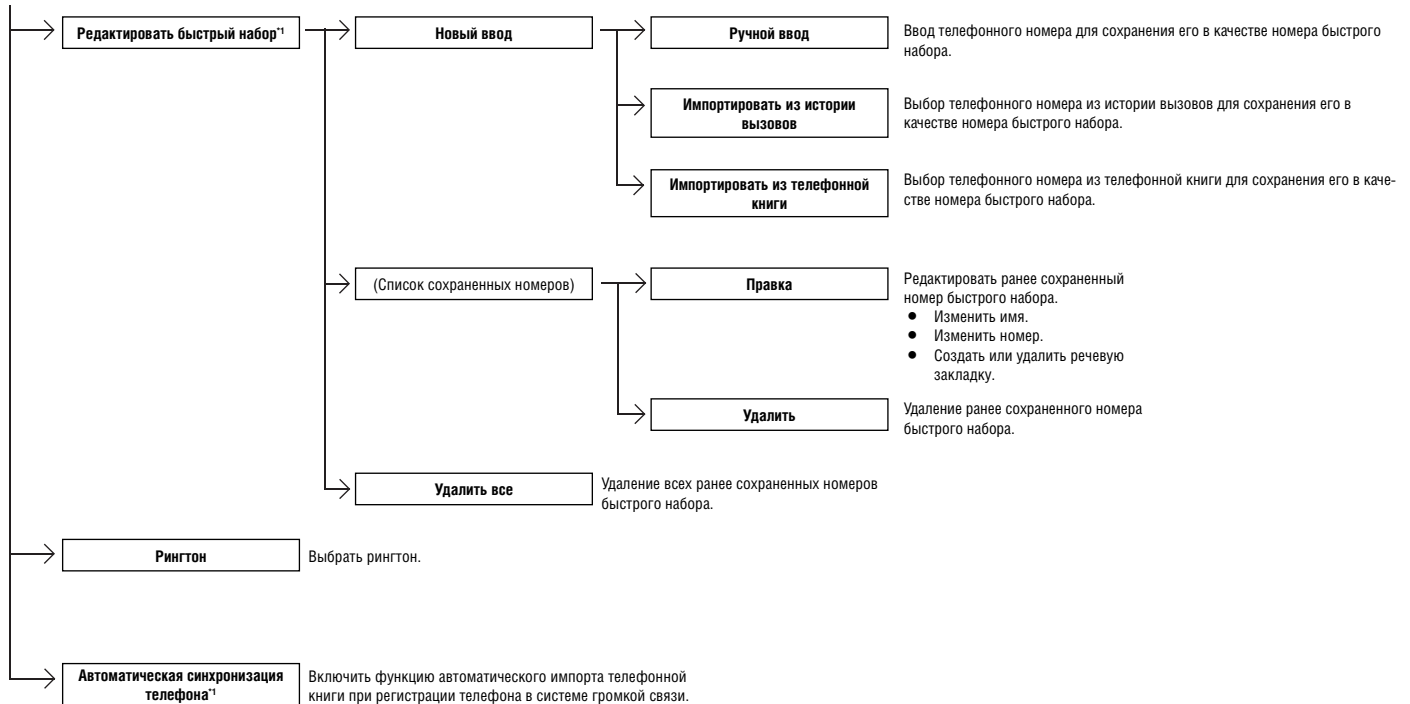 Редактировать быстрый набор*1
Новый ввод
Ручной ввод
Ввод телефонного номера для сохранения его в качестве номера быстрого
набора.
Импортировать из истории
вызовов
Выбор телефонного номера из истории вызовов для сохранения его в
качестве номера быстрого набора.
Импортировать из телефонной
книги
Выбор телефонного номера из телефонной книги для сохранения его в каче-
стве номера быстрого набора.
(Список сохраненных номеров)
Правка
Редактировать ранее сохраненный
номер быстрого набора.
● Изменить имя.
● Изменить номер.
● Создать или удалить речевую
закладку.
Удалить
Удаление ранее сохраненного номера
быстрого набора.
Удалить все
Удаление всех ранее сохраненных номеров
быстрого набора.
Рингтон
Выбрать рингтон.
Автоматическая синхронизация
телефона*1
Включить функцию автоматического импорта телефонной
книги при регистрации телефона в системе громкой связи.